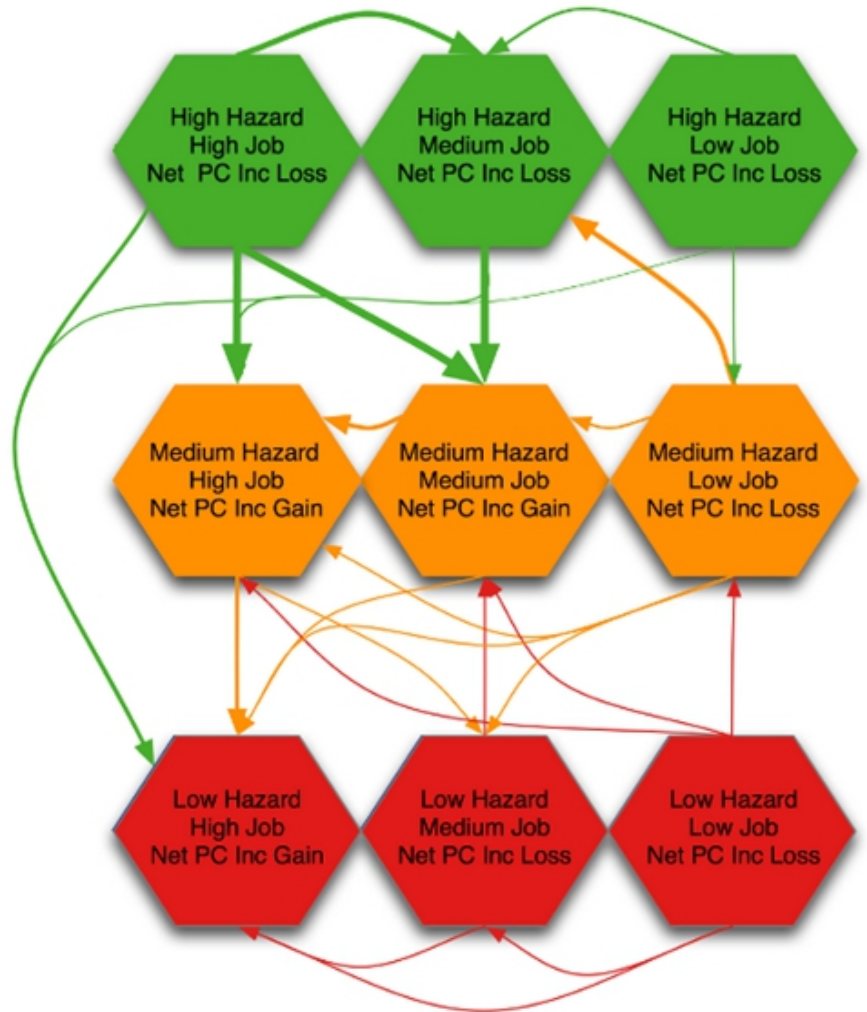 High Hazard
High Job
Net PC Inc Loss
High Hazard
Medium Job
Net PC Inc Loss
High Hazard
Low Job
Net PC Inc Loss
Medium Hazard
High Job
Net PC Inc Gain
Medium Hazard
Medium Job
Net PC Inc Gain
Medium Hazard
Low Job
Net PC Inc Loss
Low Hazard
High Job
Net PC Inc Gain
Low Hazard
Medium Job
Net PC Inc Loss
Low Hazard
Low Job
Net PC Inc Loss